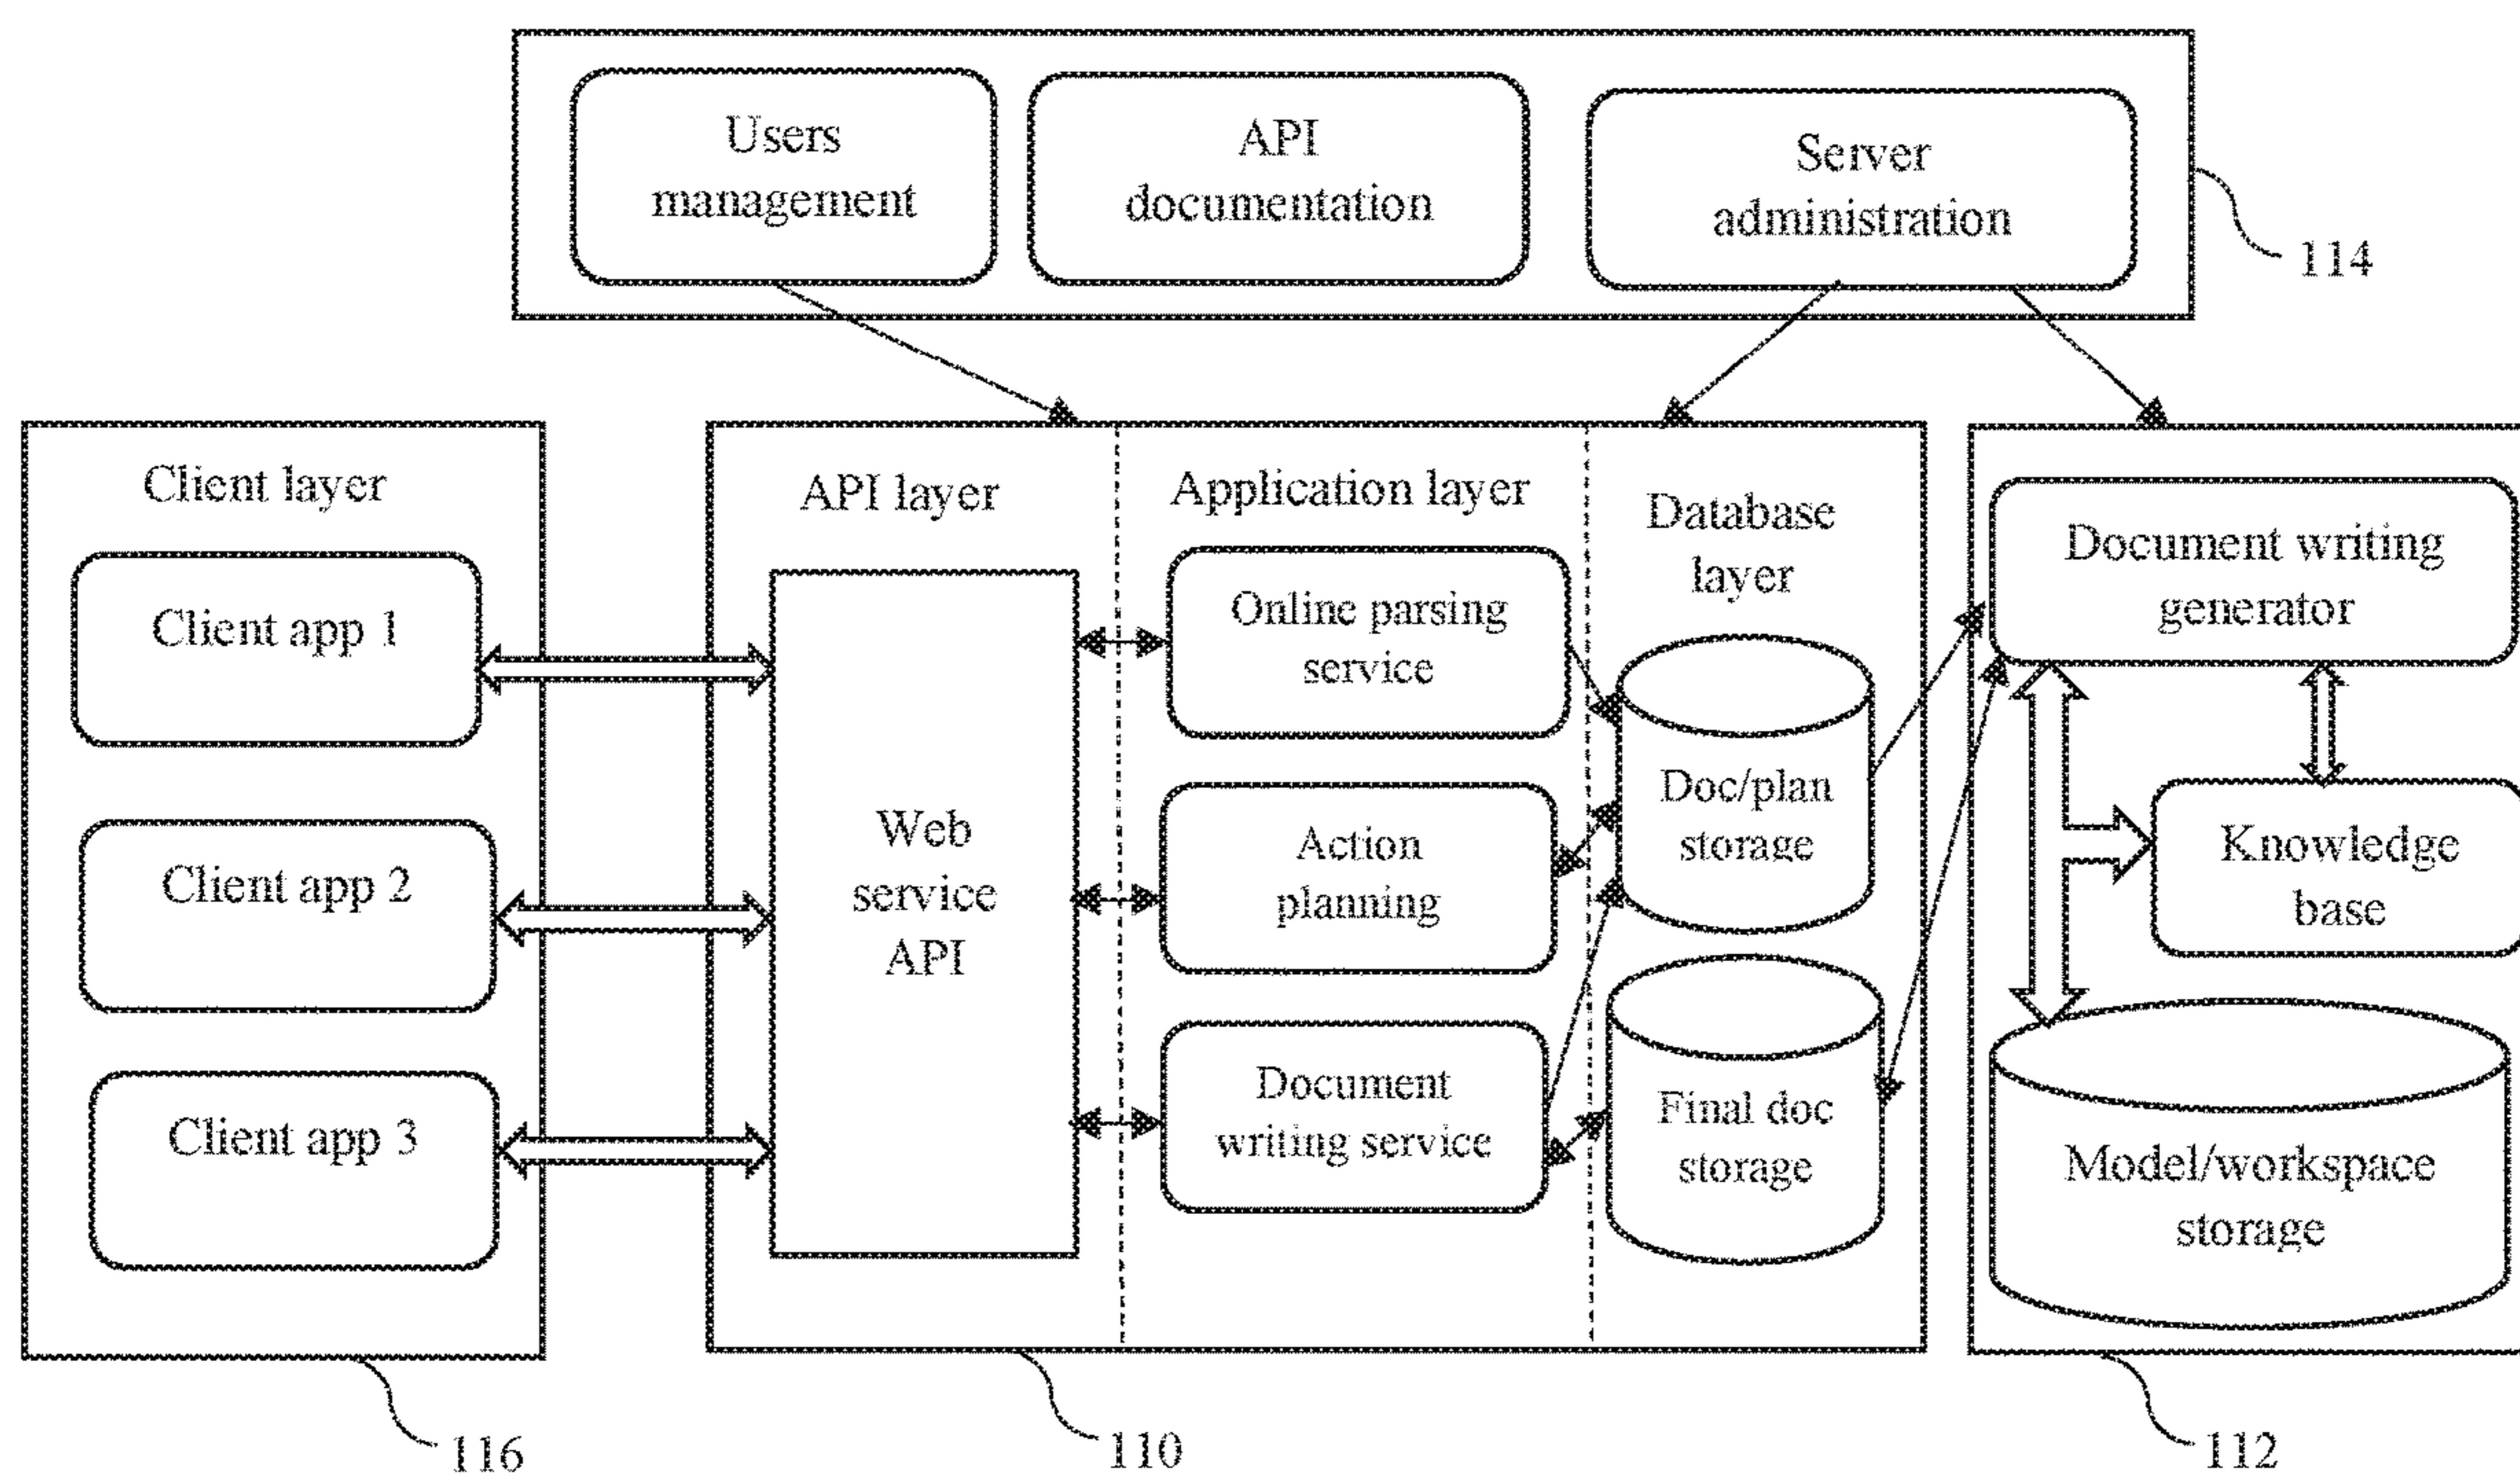 Users
management
API
documentation
Server
administration
114
Client layer
Client app 1
Client app 2
Client app 3
116
API layer
Web
service
API
Application layer
Online parsing
service
Action
planning
Document
writing service
Database
layer
Doc/plan
storage
Final doc
storage
110
Document writing
generator
Knowledge
base
Model/workspace
storage
112